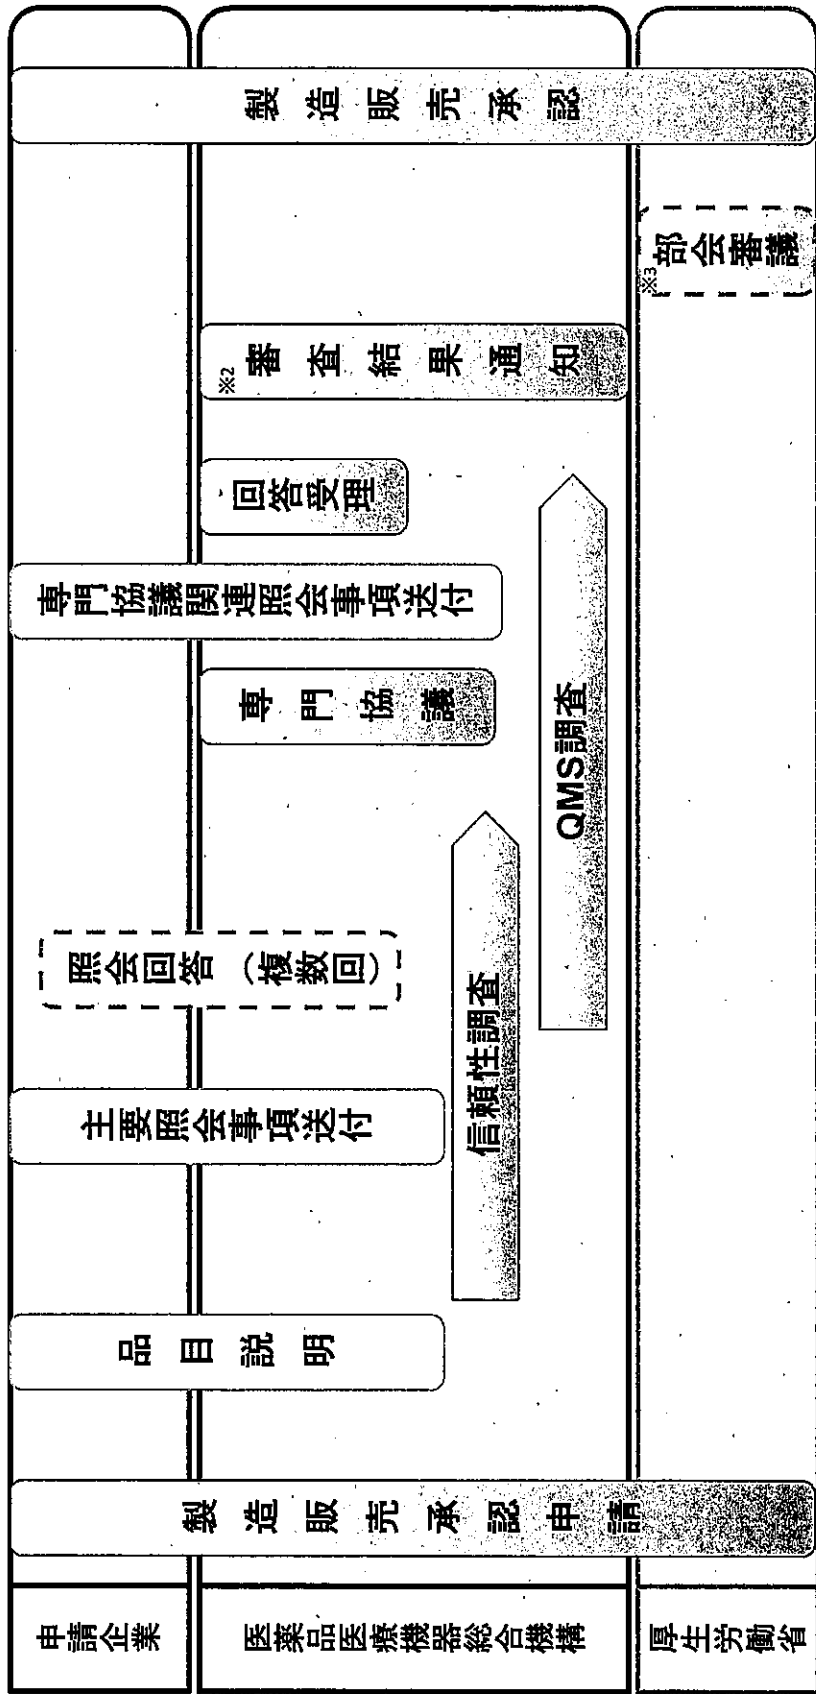 申請企業
医薬品医療機器総合機構
厚生労働省
製造販売承認申請
品目説明
主要照会事項送付
信頼性調査
照会回答（複数回）
QMS調査
専門協議
専門協議関連照会事項送付
回答受理
※2
審査結果通知
※3
部会審議
製造販売承認